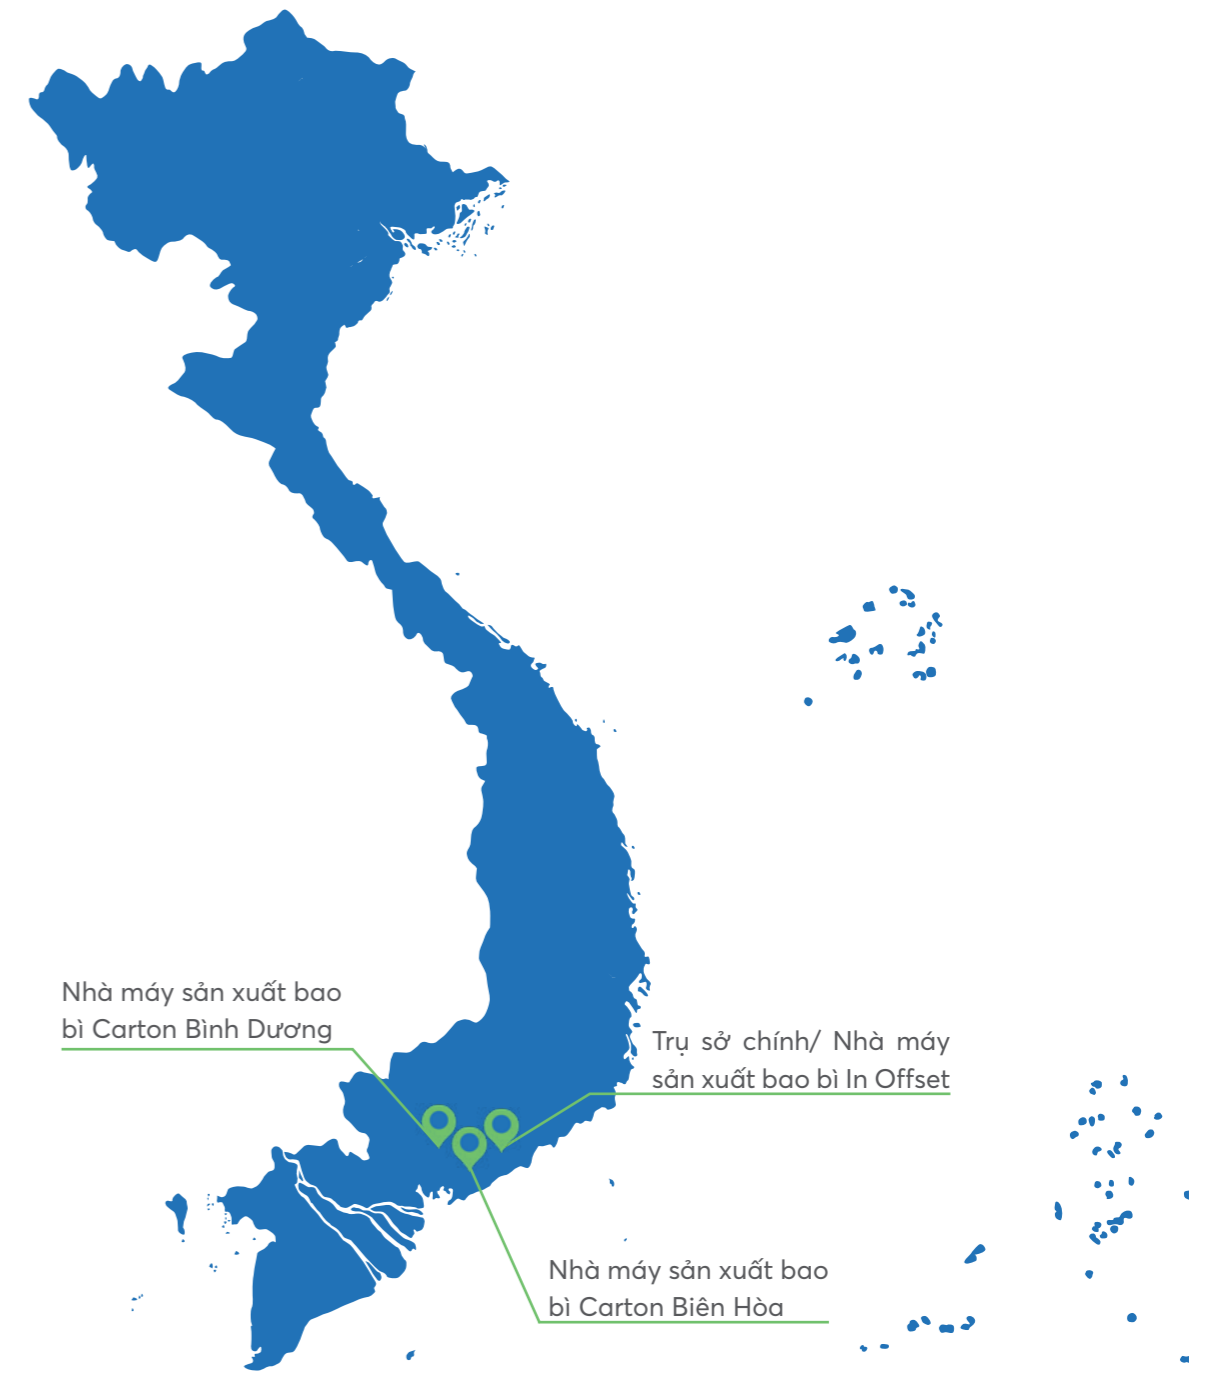 Nhà máy sản xuất bao
bì Carton Bình Dương
Trụ sở chính/ Nhà máy
sản xuất bao bì In Offset
Nhà máy sản xuất bao
bì Carton Biên Hòa